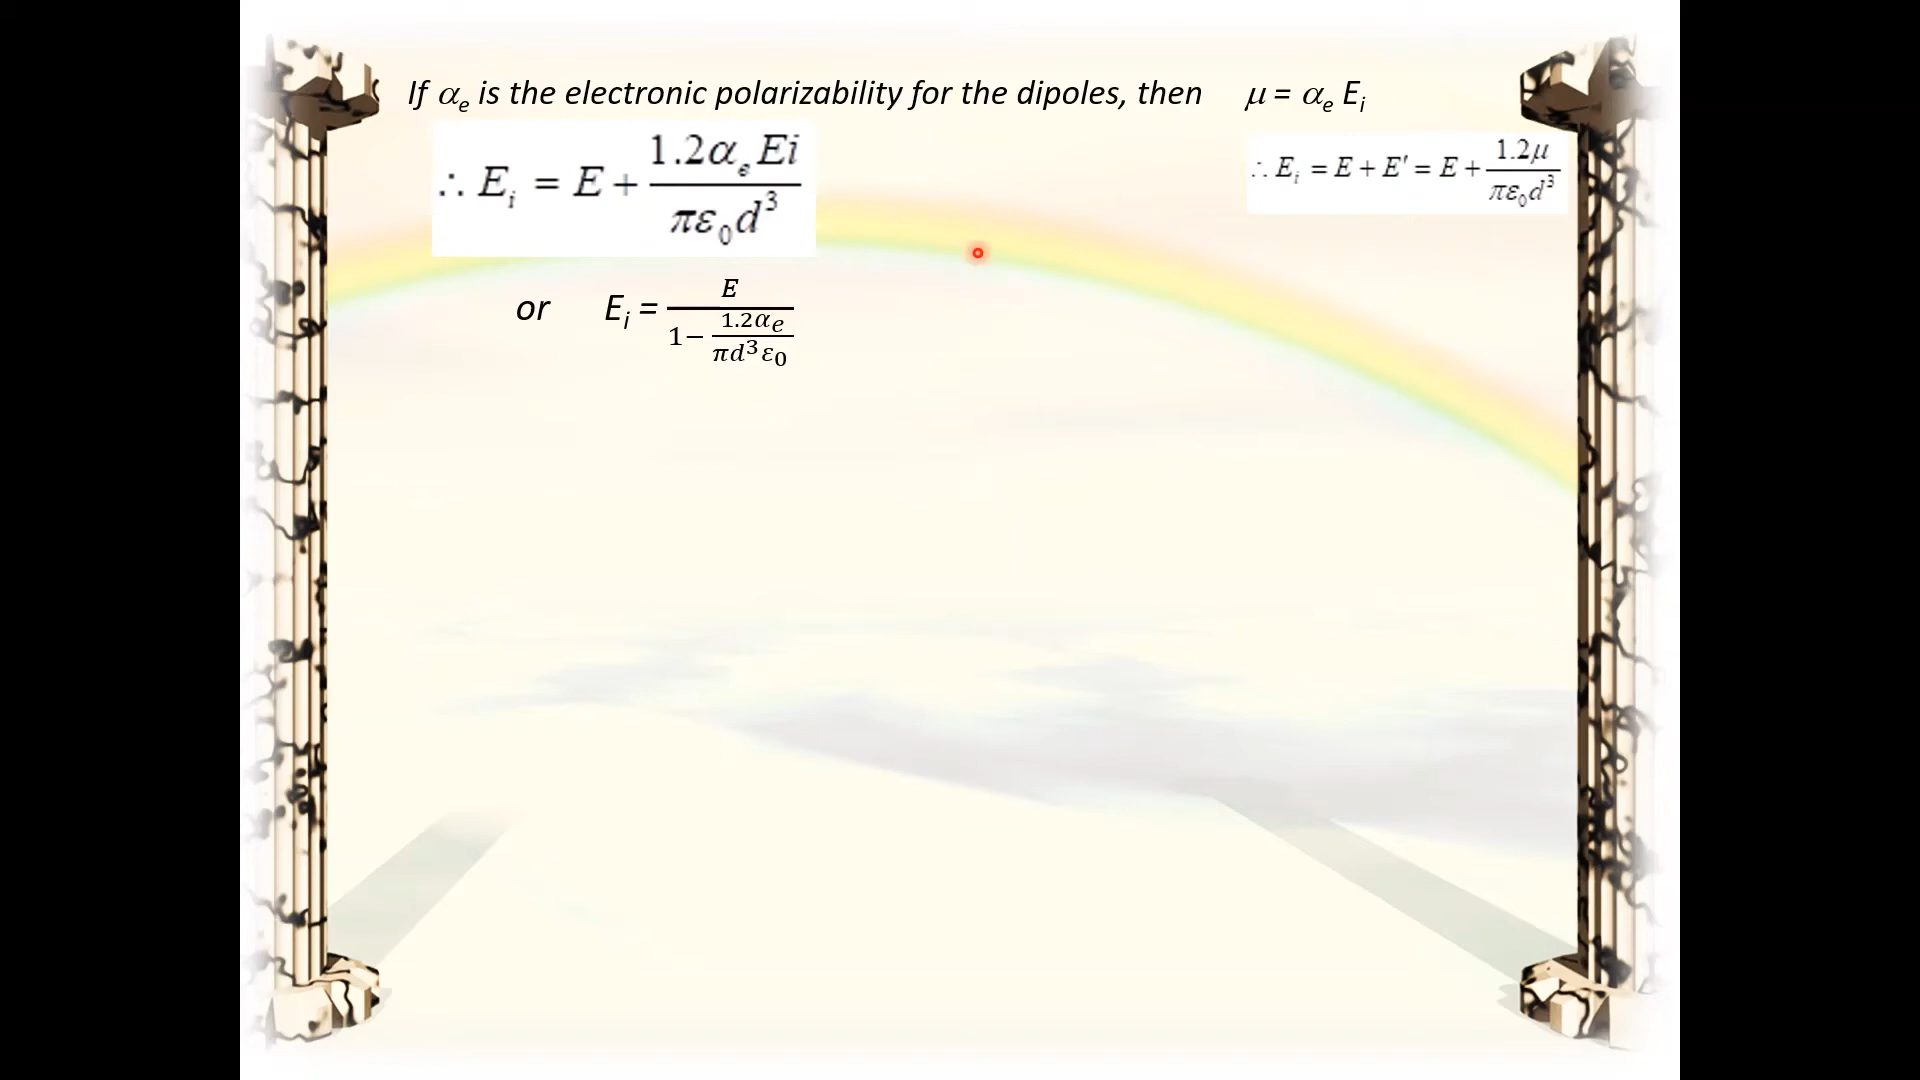 If αₑ is the electronic polarizability for the dipoles, then μ = αₑ Eᵢ
∴ Eᵢ = E + 1.2αₑEi / πε₀d³
∴ Eᵢ = E + E′ = E + 1.2μ / πε₀d³
or Eᵢ = E / (1− 1.2αₑ / πd³ε₀)